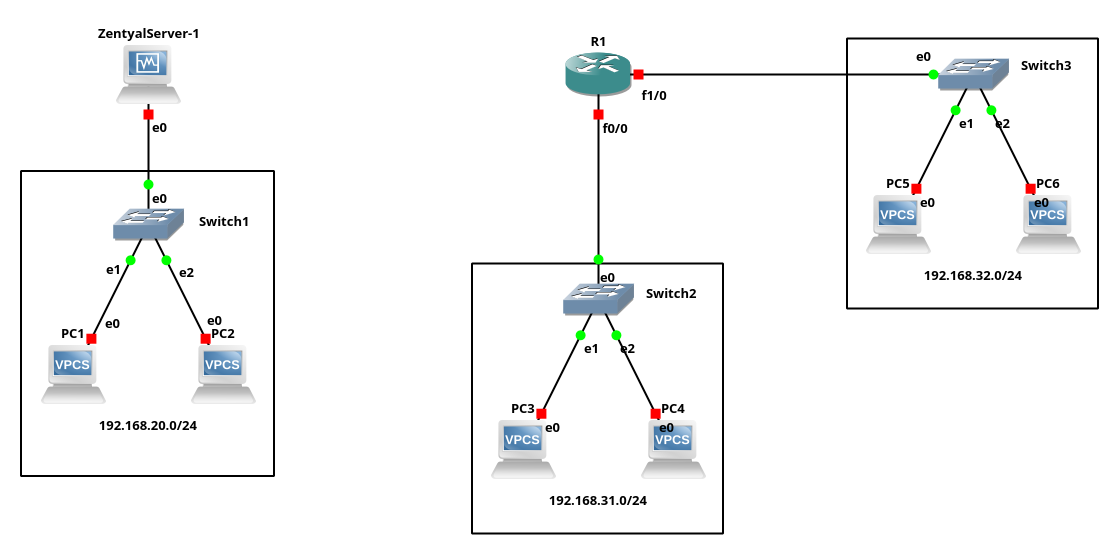 ZentyalServer-1
e0
e0
Switch1
e1
e2
e0
e0
PC1
PC2
VPCS
VPCS
192.168.20.0/24
R1
f1/0
f0/0
e0
Switch2
e1
e2
PC3
PC4
e0
e0
VPCS
VPCS
192.168.31.0/24
e0
Switch3
e1
e2
PC5
PC6
e0
e0
VPCS
VPCS
192.168.32.0/24